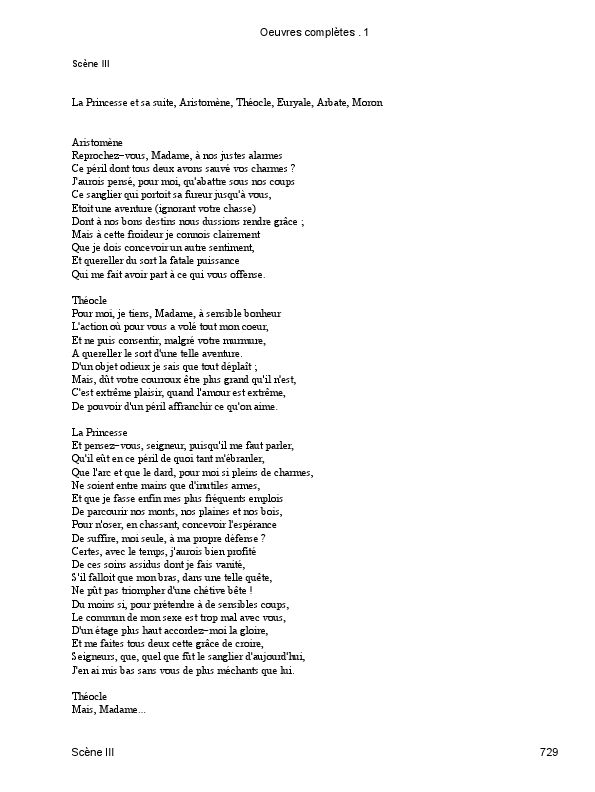 Oeuvres complètes . 1
Scène III
La Princesse et sa suite, Aristomène, Théocle, Euryale, Arbate, Moron
Aristomène
Reprochez−vous, Madame, à nos justes alarmes
Ce péril dont tous deux avons sauvé vos charmes ?
J'aurois pensé, pour moi, qu'abattre sous nos coups
Ce sanglier qui portoit sa fureur jusqu'à vous,
Etoit une aventure (ignorant votre chasse)
Dont à nos bons destins nous dussions rendre grâce ;
Mais à cette froideur je connois clairement
Que je dois concevoir un autre sentiment,
Et quereller du sort la fatale puissance
Qui me fait avoir part à ce qui vous offense.
Théocle
Pour moi, je tiens, Madame, à sensible bonheur
L'action où pour vous a volé tout mon coeur,
Et ne puis consentir, malgré votre murmure,
A quereller le sort d'une telle aventure.
D'un objet odieux je sais que tout déplaît ;
Mais, dût votre courroux être plus grand qu'il n'est,
C'est extrême plaisir, quand l'amour est extrême,
De pouvoir d'un péril affranchir ce qu'on aime.
La Princesse
Et pensez−vous, seigneur, puisqu'il me faut parler,
Qu'il eût en ce péril de quoi tant m'ébranler,
Que l'arc et que le dard, pour moi si pleins de charmes,
Ne soient entre mains que d'inutiles armes,
Et que je fasse enfin mes plus fréquents emplois
De parcourir nos monts, nos plaines et nos bois,
Pour n'oser, en chassant, concevoir l'espérance
De suffire, moi seule, à ma propre défense ?
Certes, avec le temps, j'aurois bien profité
De ces soins assidus dont je fais vanité,
S'il falloit que mon bras, dans une telle quête,
Ne pût pas triompher d'une chétive bête !
Du moins si, pour prétendre à de sensibles coups,
Le commun de mon sexe est trop mal avec vous,
D'un étage plus haut accordez−moi la gloire,
Et me faites tous deux cette grâce de croire,
Seigneurs, que, quel que fût le sanglier d'aujourd'hui,
J'en ai mis bas sans vous de plus méchants que lui.
Théocle
Mais, Madame...
Scène III
729